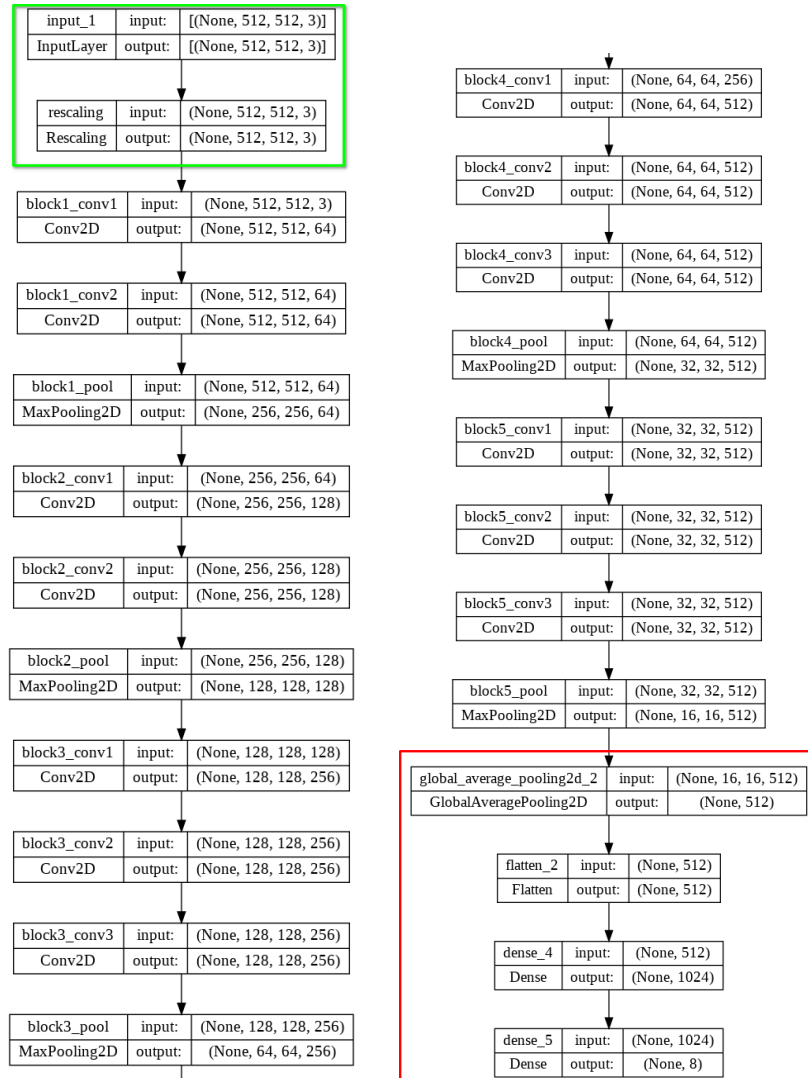 input_1 input: [(None, 512, 512, 3)]
InputLayer output: [(None, 512, 512, 3)]
rescaling input: (None, 512, 512, 3)
Rescaling output: (None, 512, 512, 3)
block1_conv1 input: (None, 512, 512, 3)
Conv2D output: (None, 512, 512, 64)
block1_conv2 input: (None, 512, 512, 64)
Conv2D output: (None, 512, 512, 64)
block1_pool input: (None, 512, 512, 64)
MaxPooling2D output: (None, 256, 256, 64)
block2_conv1 input: (None, 256, 256, 64)
Conv2D output: (None, 256, 256, 128)
block2_conv2 input: (None, 256, 256, 128)
Conv2D output: (None, 256, 256, 128)
block2_pool input: (None, 256, 256, 128)
MaxPooling2D output: (None, 128, 128, 128)
block3_conv1 input: (None, 128, 128, 128)
Conv2D output: (None, 128, 128, 256)
block3_conv2 input: (None, 128, 128, 256)
Conv2D output: (None, 128, 128, 256)
block3_conv3 input: (None, 128, 128, 256)
Conv2D output: (None, 128, 128, 256)
block3_pool input: (None, 128, 128, 256)
MaxPooling2D output: (None, 64, 64, 256)
block4_conv1 input: (None, 64, 64, 256)
Conv2D output: (None, 64, 64, 512)
block4_conv2 input: (None, 64, 64, 512)
Conv2D output: (None, 64, 64, 512)
block4_conv3 input: (None, 64, 64, 512)
Conv2D output: (None, 64, 64, 512)
block4_pool input: (None, 64, 64, 512)
MaxPooling2D output: (None, 32, 32, 512)
block5_conv1 input: (None, 32, 32, 512)
Conv2D output: (None, 32, 32, 512)
block5_conv2 input: (None, 32, 32, 512)
Conv2D output: (None, 32, 32, 512)
block5_conv3 input: (None, 32, 32, 512)
Conv2D output: (None, 32, 32, 512)
block5_pool input: (None, 32, 32, 512)
MaxPooling2D output: (None, 16, 16, 512)
global_average_pooling2d_2 input: (None, 16, 16, 512)
GlobalAveragePooling2D output: (None, 512)
flatten_2 input: (None, 512)
Flatten output: (None, 512)
dense_4 input: (None, 512)
Dense output: (None, 1024)
dense_5 input: (None, 1024)
Dense output: (None, 8)